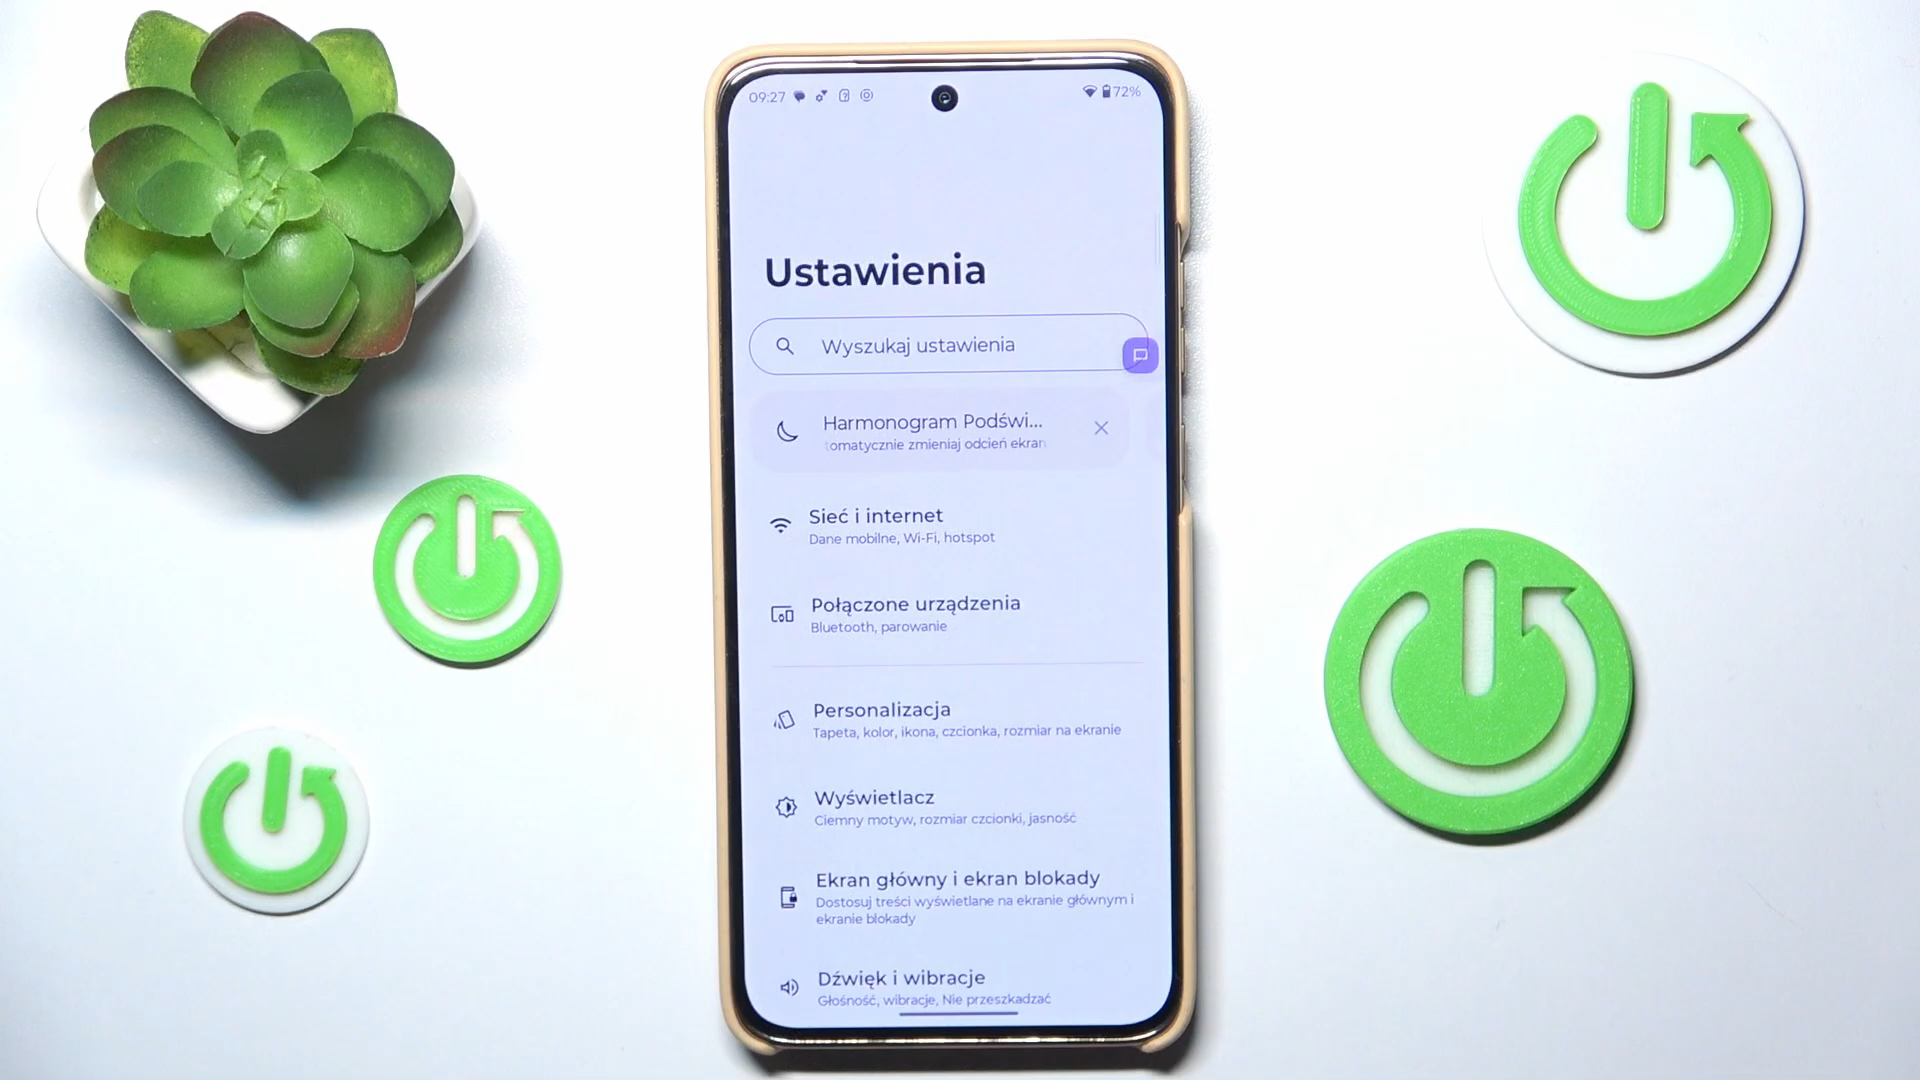 09:27
72%
Ustawienia
Wyszukaj ustawienia
Harmonogram Podświ...
tomatycznie zmieniaj odcień ekran
Sieć i internet
Dane mobilne, Wi-Fi, hotspot
Połączone urządzenia
Bluetooth, parowanie
Personalizacja
Tapeta, kolor, ikona, czcionka, rozmiar na ekranie
Wyświetlacz
Ciemny motyw, rozmiar czcionki, jasność
Ekran główny i ekran blokady
Dostosuj treści wyświetlane na ekranie głównym i
ekranie blokady
Dźwięk i wibracje
Głośność, wibracje, Nie przeszkadzać